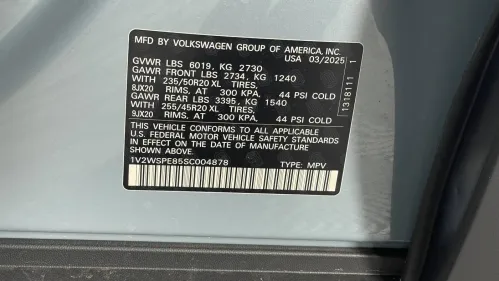 MFD BY VOLKSWAGEN GROUP OF AMERICA, INC.
USA 03/2025
GVWR LBS 6019, KG 2730
GAWR FRONT LBS 2734, KG 1240
WITH 235/50R20 XL TIRES,
8JX20 RIMS, AT 300 KPA. 44 PSI COLD
GAWR REAR LBS 3395, KG 1540
WITH 255/45R20 XL TIRES,
9JX20 RIMS, AT 300 KPA. 44 PSI COLD
THIS VEHICLE CONFORMS TO ALL APPLICABLE
U.S. FEDERAL MOTOR VEHICLE SAFETY STANDARDS
IN EFFECT ON THE DATE OF MANUFACTURE SHOWN ABOVE.
1V2WSPE85SC004878 TYPE: MPV
1318111 1